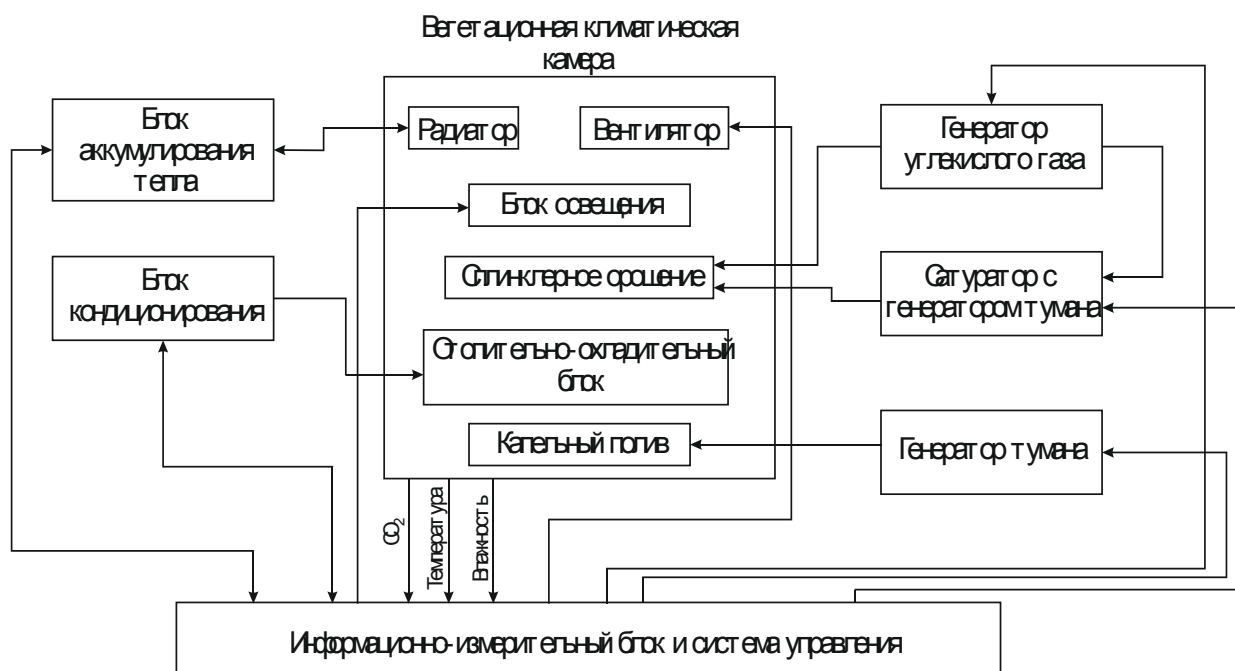 Вегетационная климатическая
камера
Блок
аккумулирования
тепла
Радиатор
Вентилятор
Генератор
углекислого газа
Блок освещения
Блок
кондиционирования
Сплинклерное орошение
Сатуратор с
генератором тумана
Отопительно-охладительный
блок
Капельный полив
Генератор тумана
CO₂
Температура
Влажность
Информационно-измерительный блок и система управления